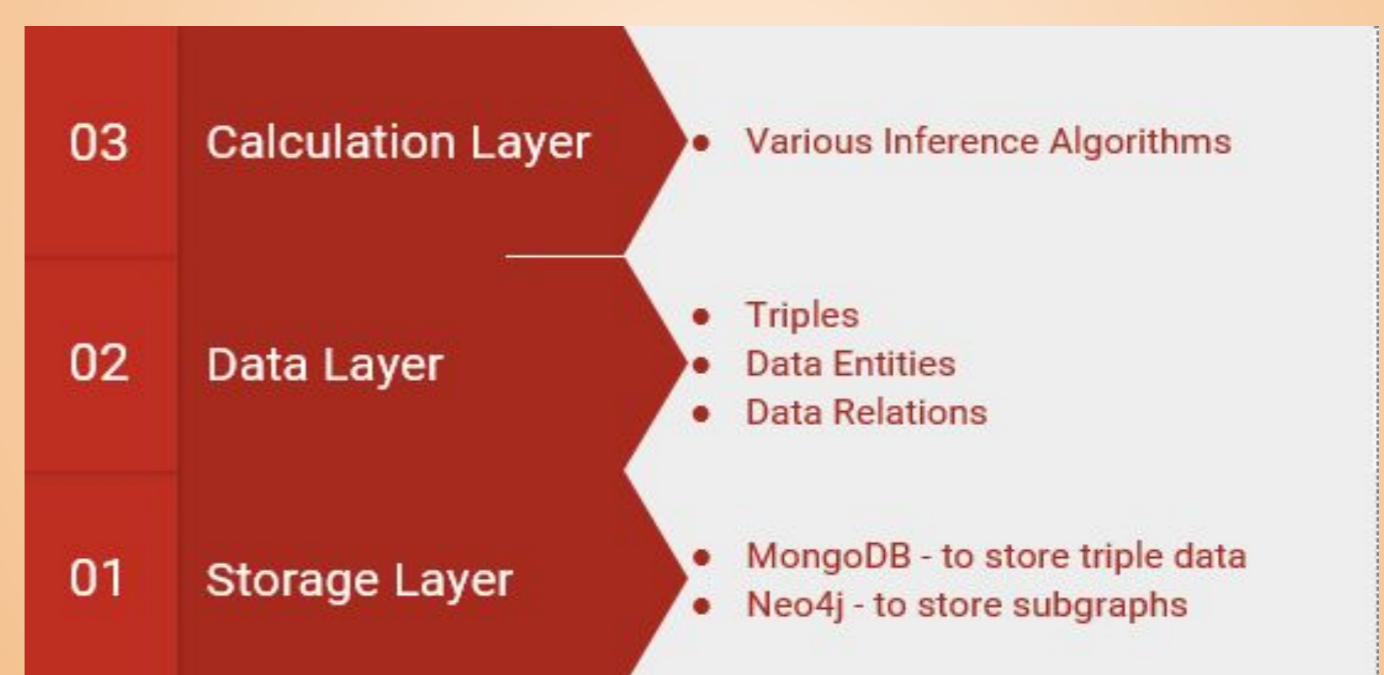 03
Calculation Layer
• Various Inference Algorithms
02
Data Layer
• Triples
• Data Entities
• Data Relations
01
Storage Layer
• MongoDB - to store triple data
• Neo4j - to store subgraphs